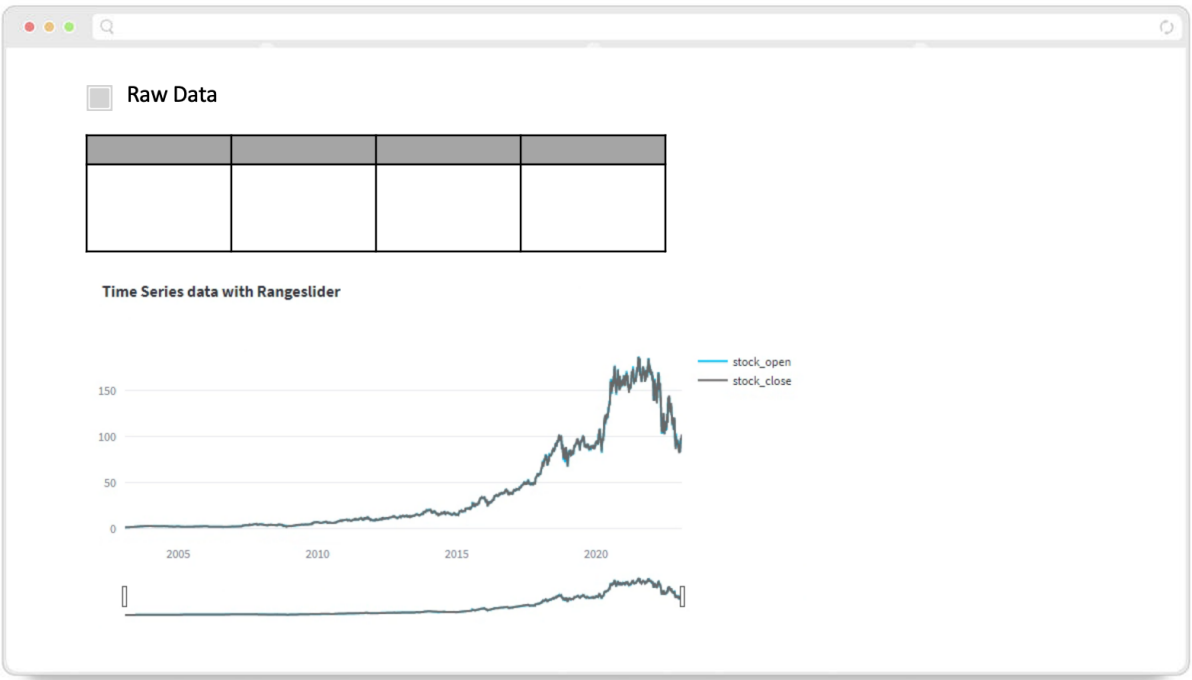 Raw Data
Time Series data with Rangeslider
stock_open
stock_close
150
100
50
0
2005 2010 2015 2020